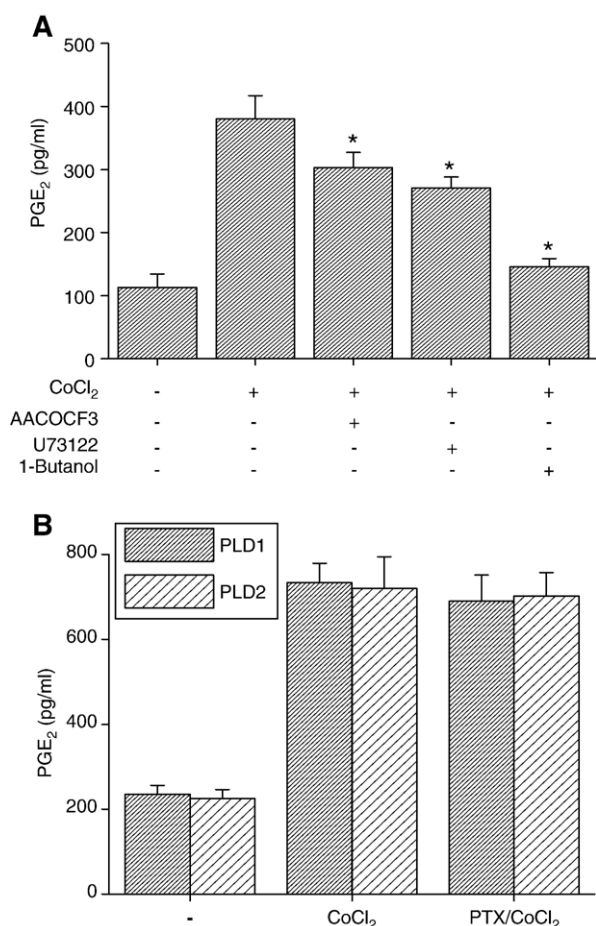 A
500
400
300
200
100
0
PGE₂ (pg/ml)
* * *
CoCl₂ - + + + +
AACOCF3 - - + - -
U73122 - - - + -
1-Butanol - - - - +
B
PLD1
PLD2
800
600
400
200
0
PGE₂ (pg/ml)
- CoCl₂ PTX/CoCl₂